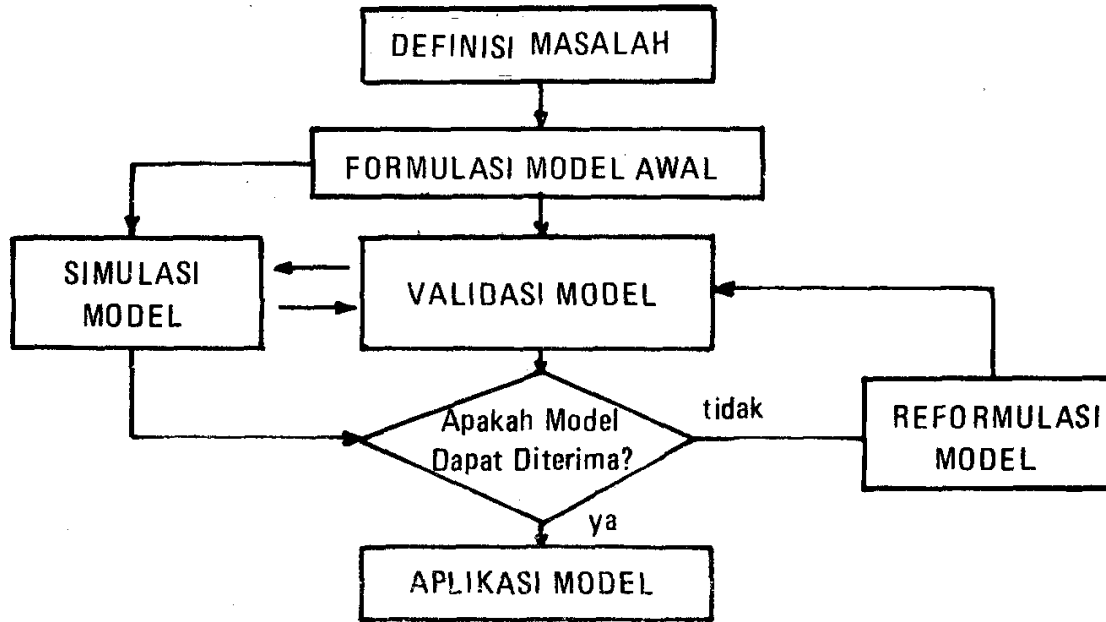 DEFINISI MASALAH
FORMULASI MODEL AWAL
SIMULASI
MODEL
VALIDASI MODEL
Apakah Model
Dapat Diterima?
tidak
REFORMULASI
MODEL
ya
APLIKASI MODEL